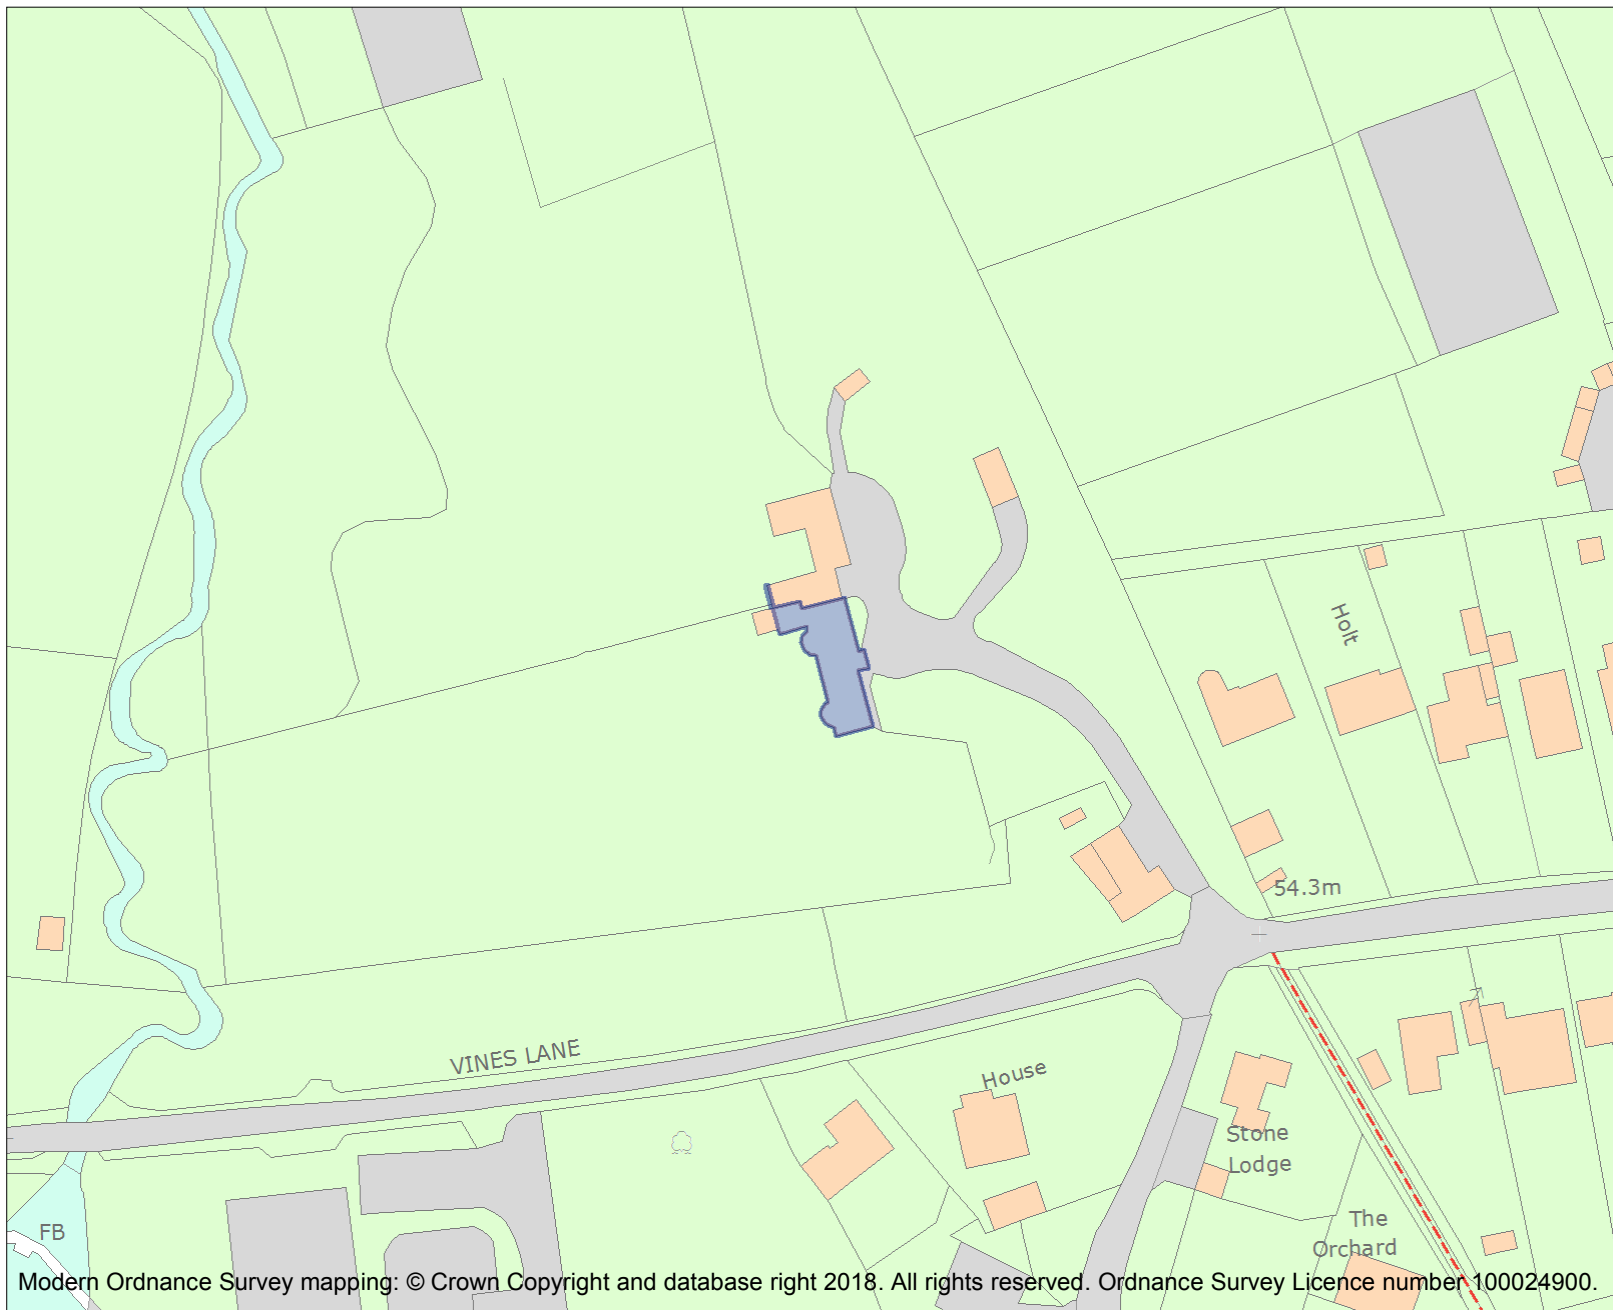 Holt
54.3m
VINES LANE
House
Stone
Lodge
The
Orchard
FB
Modern Ordnance Survey mapping: © Crown Copyright and database right 2018. All rights reserved. Ordnance Survey Licence number 100024900.